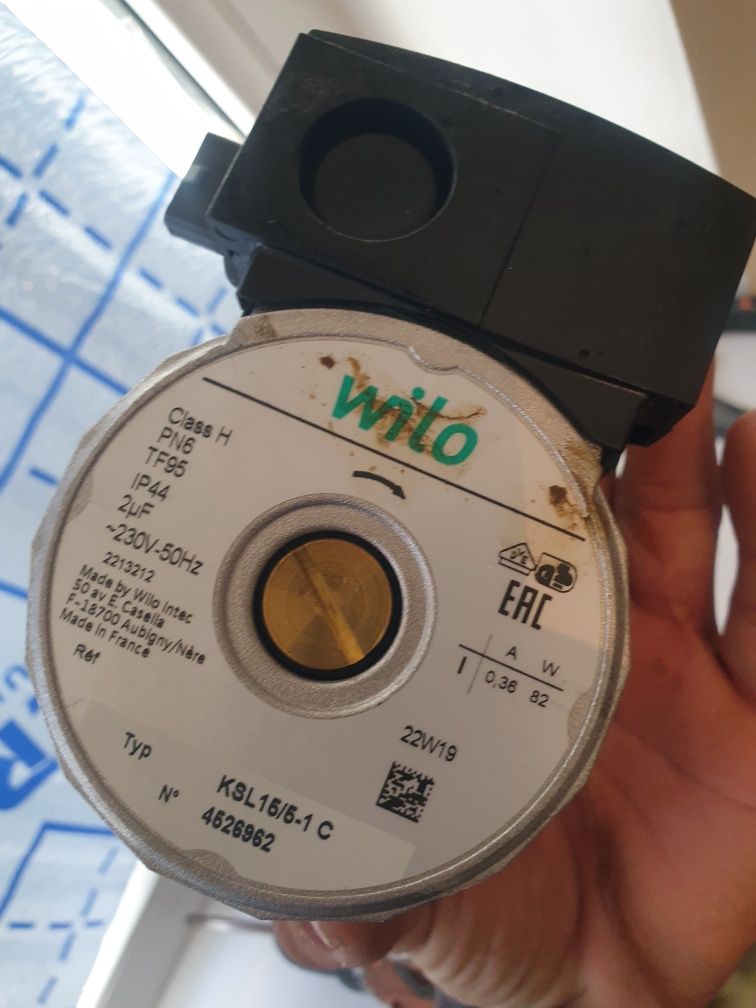 wilo
Class H
PN6
TF95
IP44
2µF
~230V-50Hz
2213212
Made by Wilo Intec
50 av E. Casella
F-18700 Aubigny/Nère
Made in France
Réf
EAC
A W
I 0,36 82
22W19
Typ KSL15/5-1 C
N° 4526962